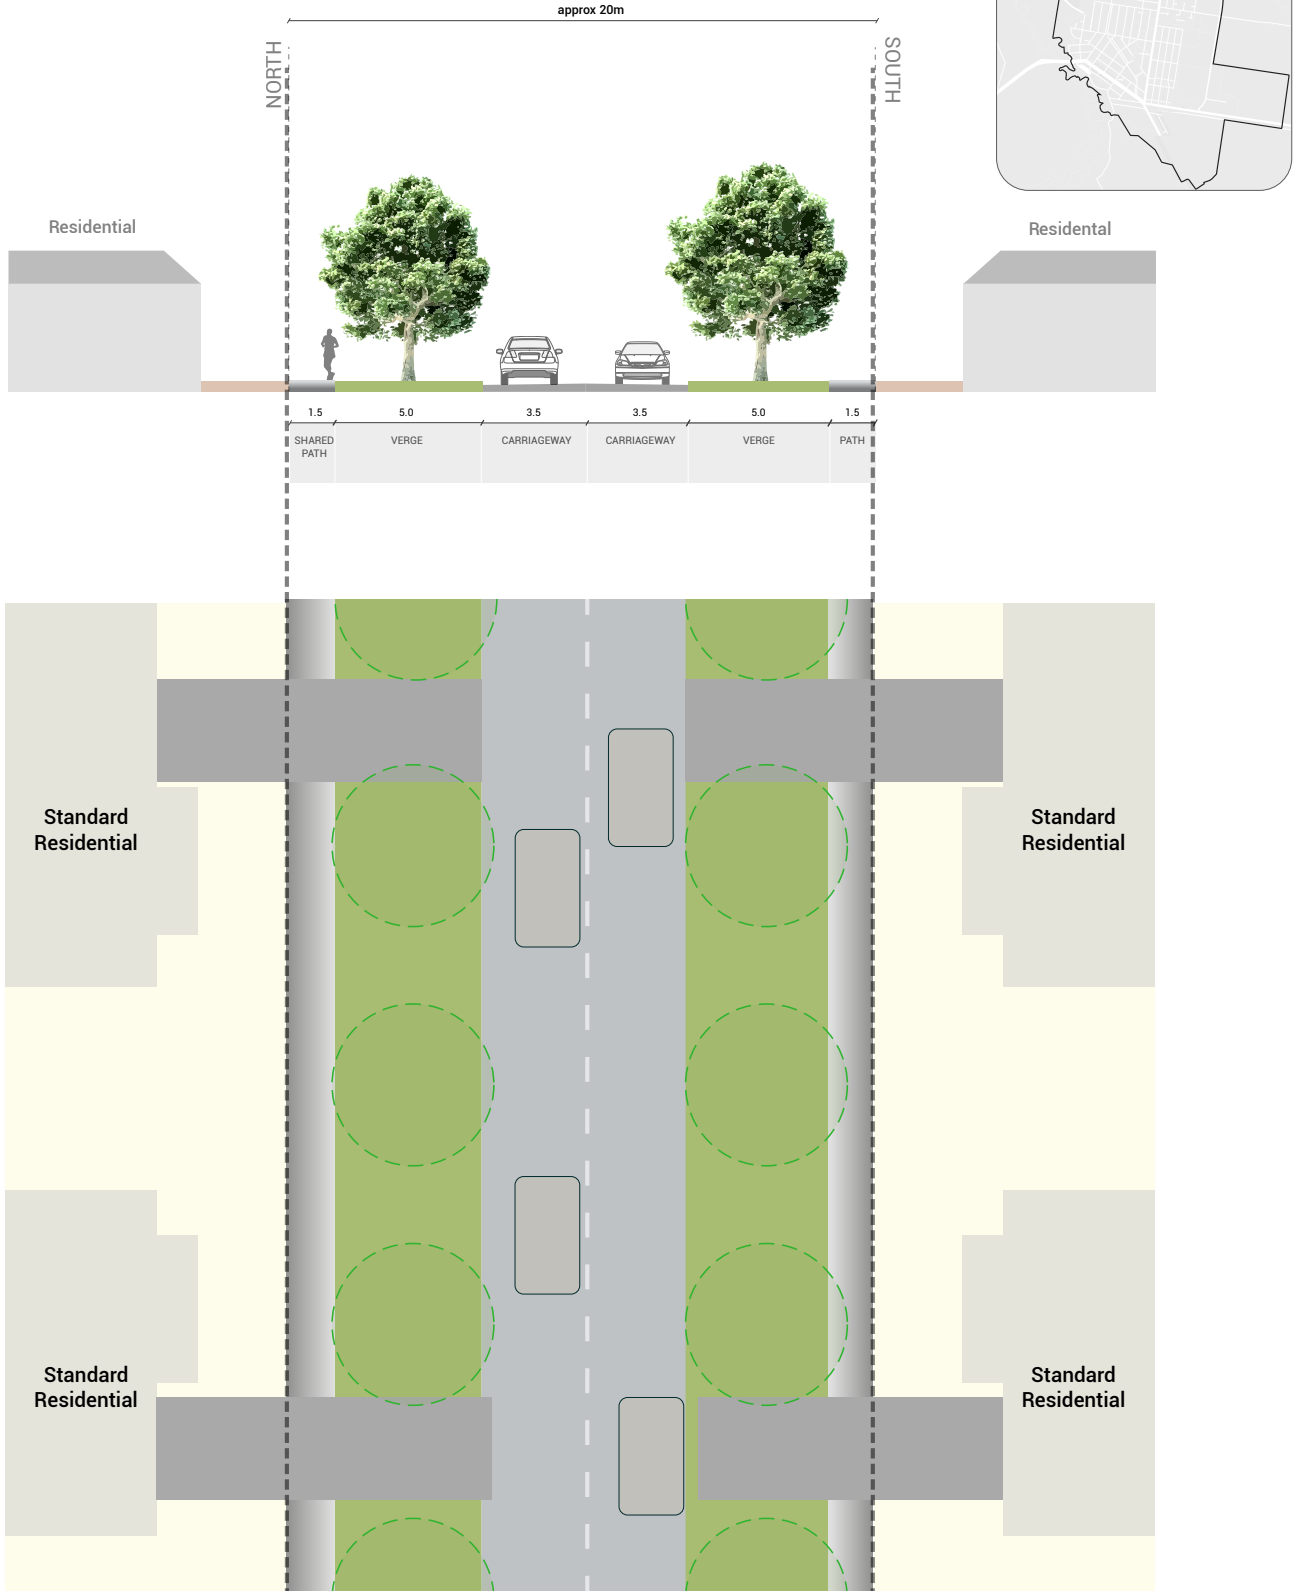 approx 20m
NORTH
SOUTH
Residential
Residental
1.5
5.0
3.5
3.5
5.0
1.5
SHARED
PATH
VERGE
CARRIAGEWAY
CARRIAGEWAY
VERGE
PATH
Standard
Residential
Standard
Residential
Standard
Residential
Standard
Residential